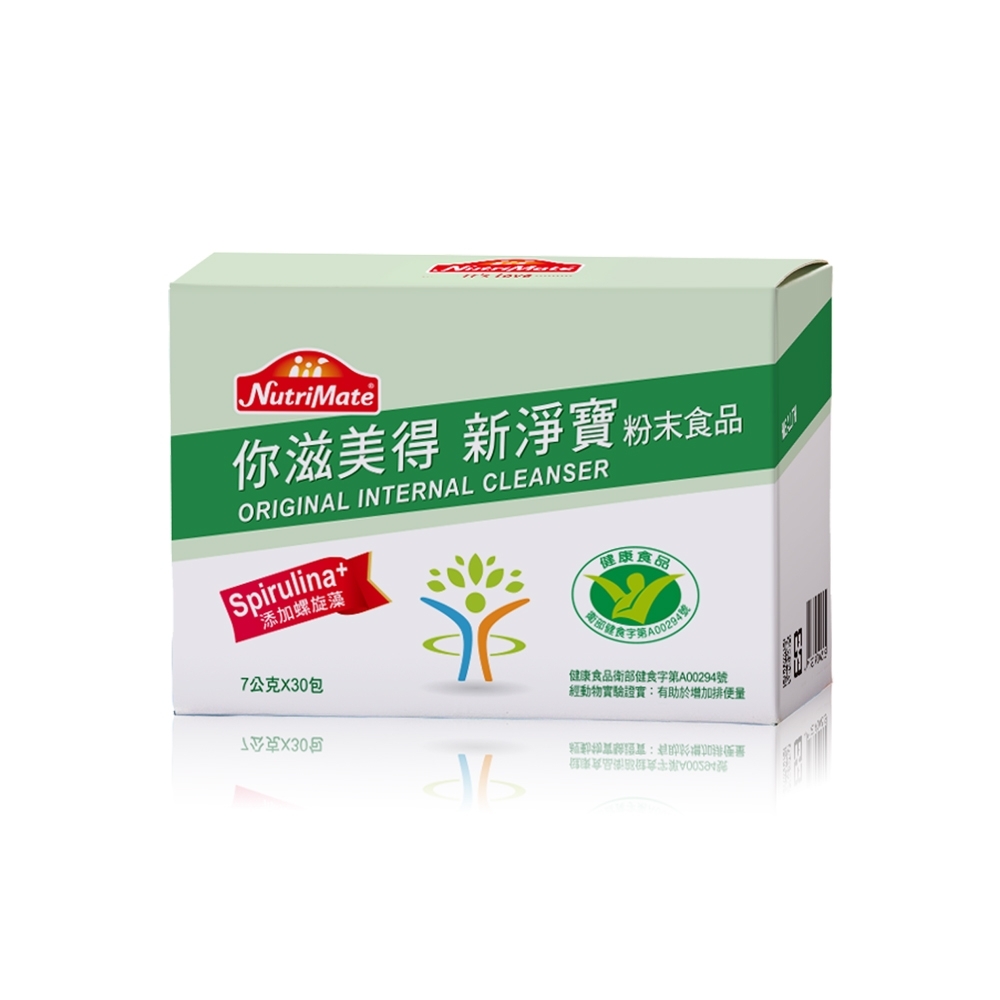 NutriMate
It's love
NutriMate®
你滋美得 新淨寶 粉末食品
ORIGINAL INTERNAL CLEANSER
Spirulina+
添加螺旋藻
健康食品
衛部健食字第A00294號
7公克X30包
健康食品衛部健食字第A00294號
經動物實驗證實：有助於增加排便量